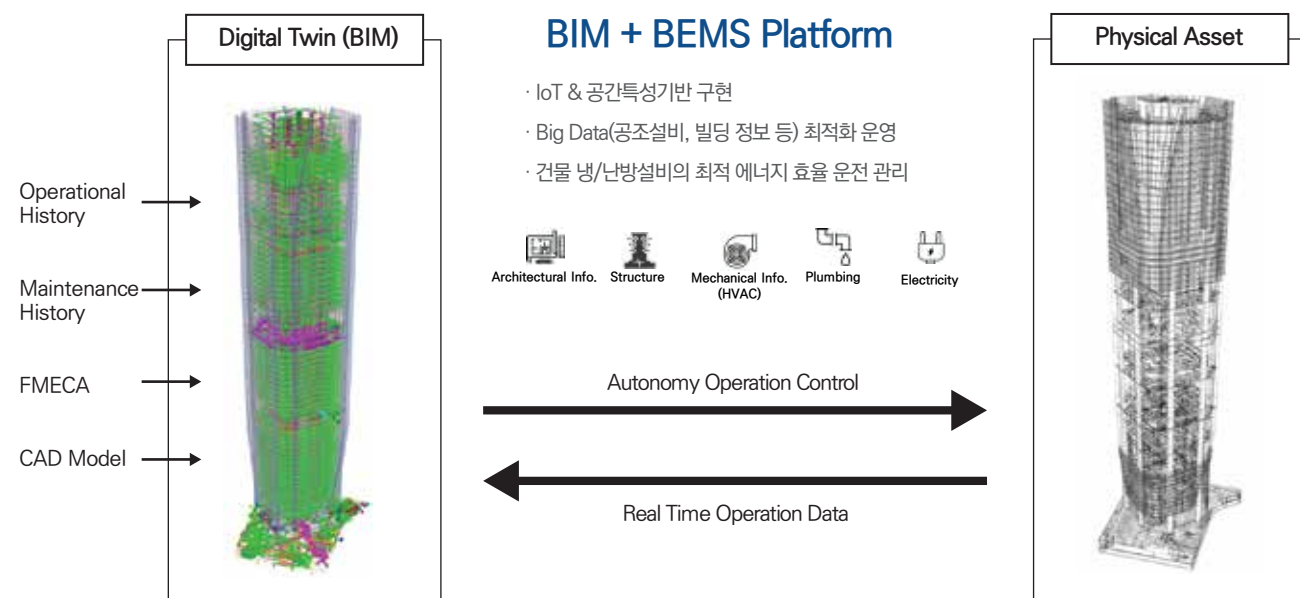 Digital Twin (BIM)
BIM + BEMS Platform
Physical Asset
· IoT & 공간특성기반 구현
· Big Data(공조설비, 빌딩 정보 등) 최적화 운영
· 건물 냉/난방설비의 최적 에너지 효율 운전 관리
Operational
History
Maintenance
History
FMECA
CAD Model
Architectural Info.
Structure
Mechanical Info.
(HVAC)
Plumbing
Electricity
Autonomy Operation Control
Real Time Operation Data